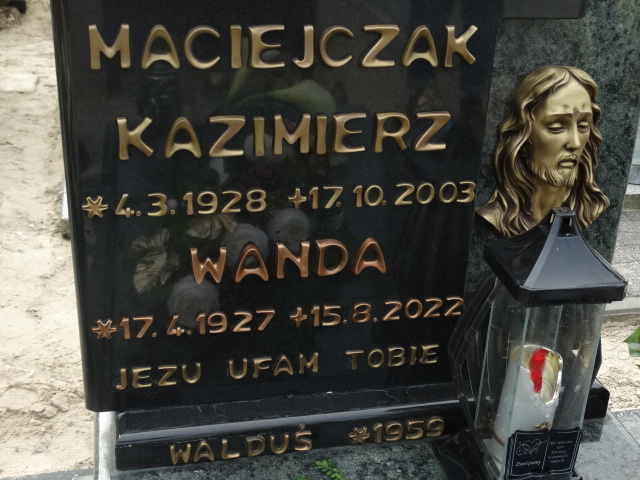 MACIEJCZAK
KAZIMIERZ
*4.3.1928 +17.10.2003
WANDA
*17.4.1927 +15.8.2022
JEZU UFAM TOBIE
WALDUŚ *1959
Pamiętamy